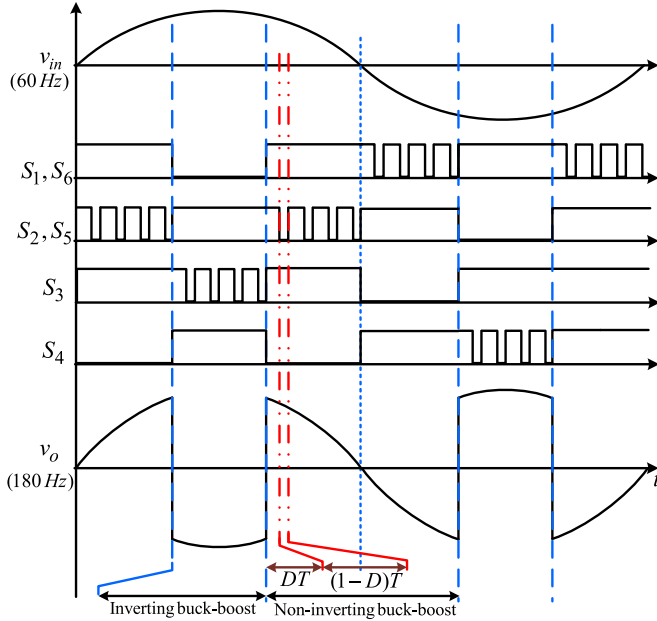 v_in
(60 Hz)
S_1, S_6
S_2, S_5
S_3
S_4
v_o
(180 Hz)
t
DT
(1-D)T
Inverting buck-boost
Non-inverting buck-boost